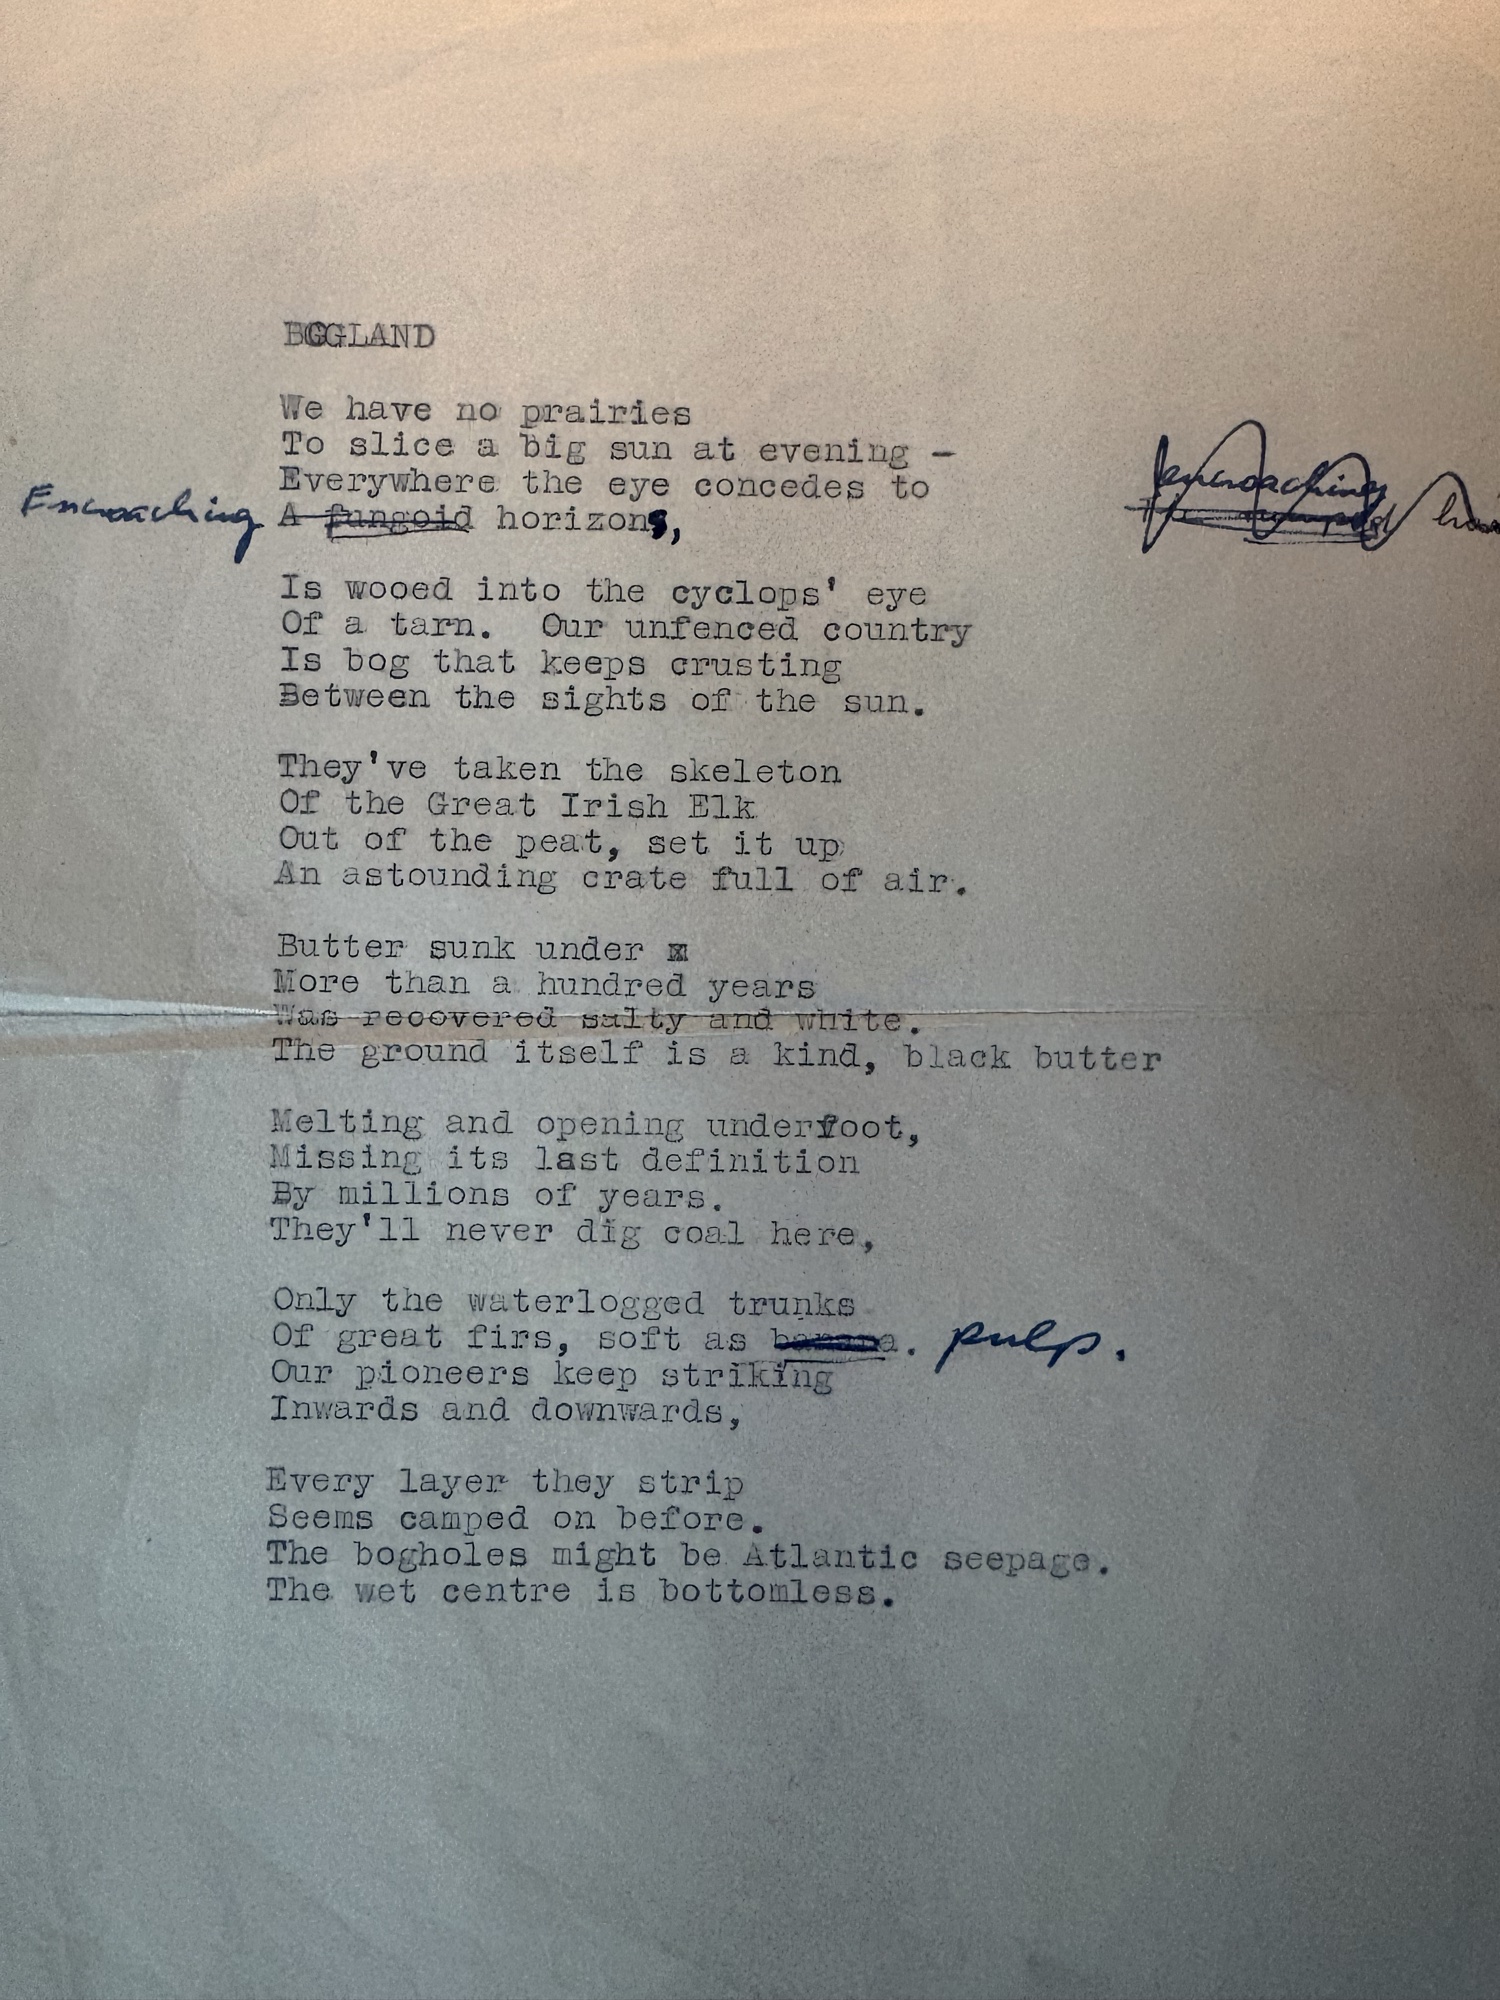 BOGLAND
We have no prairies
To slice a big sun at evening -
Everywhere the eye concedes to
Encroaching A fungoid horizons,
encroaching
Is wooed into the cyclops' eye
Of a tarn. Our unfenced country
Is bog that keeps crusting
Between the sights of the sun.
They've taken the skeleton
Of the Great Irish Elk
Out of the peat, set it up
An astounding crate full of air.
Butter sunk under
More than a hundred years
Was recovered salty and white.
The ground itself is a kind, black butter
Melting and opening underfoot,
Missing its last definition
By millions of years.
They'll never dig coal here,
Only the waterlogged trunks
Of great firs, soft as banana. pulp.
Our pioneers keep striking
Inwards and downwards,
Every layer they strip
Seems camped on before.
The bogholes might be Atlantic seepage.
The wet centre is bottomless.